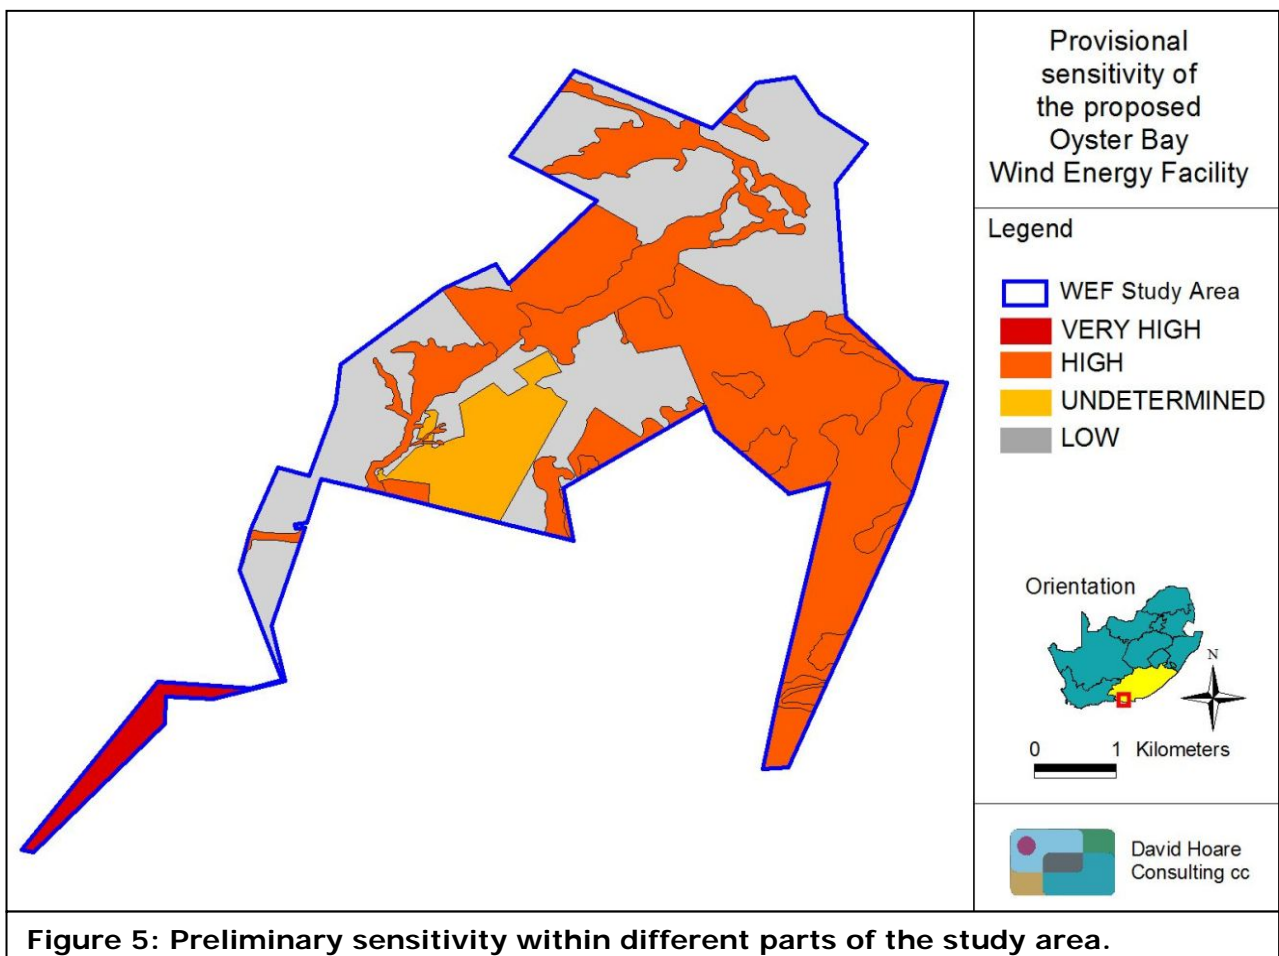 Provisional
sensitivity of
the proposed
Oyster Bay
Wind Energy Facility
Legend
WEF Study Area
VERY HIGH
HIGH
UNDETERMINED
LOW
Orientation
N
0 1 Kilometers
David Hoare
Consulting cc
Figure 5: Preliminary sensitivity within different parts of the study area.